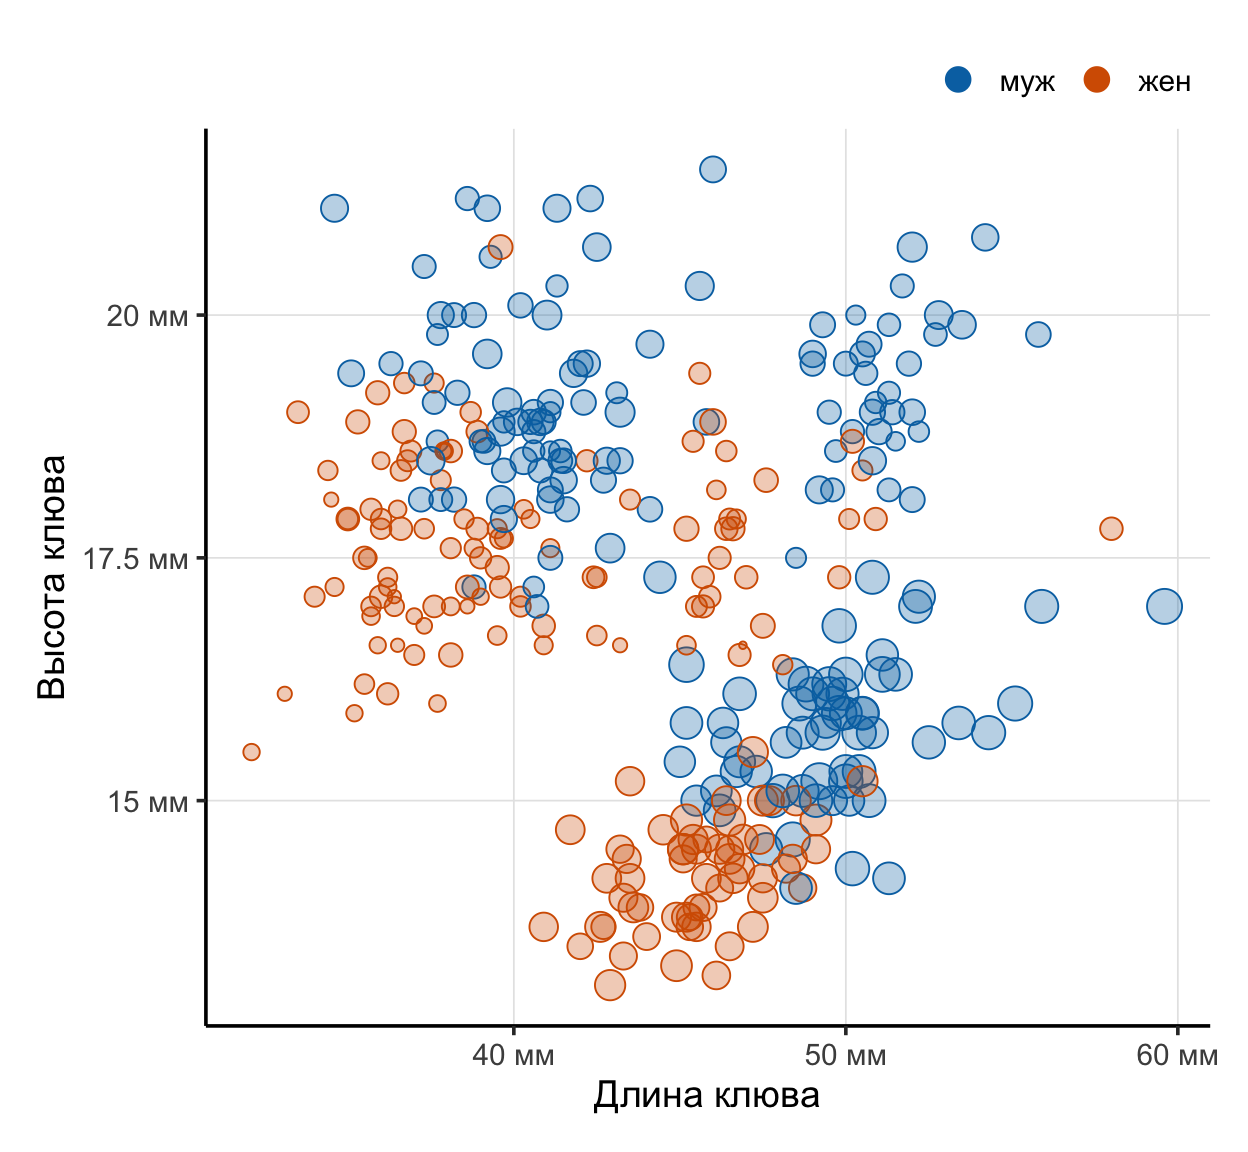 муж жен
Высота клюва
20 мм
17.5 мм
15 мм
40 мм 50 мм 60 мм
Длина клюва